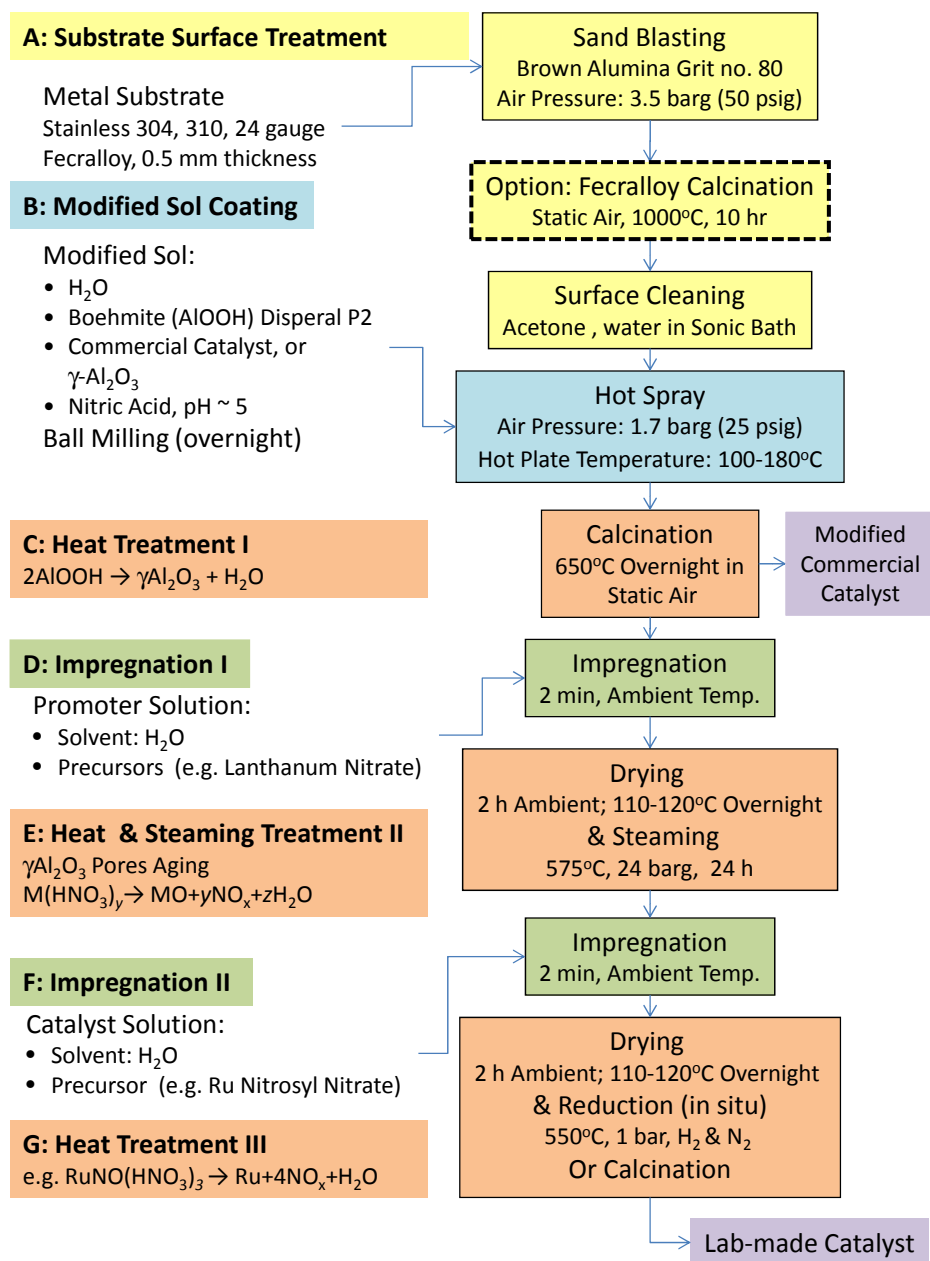 A: Substrate Surface Treatment
Metal Substrate
Stainless 304, 310, 24 gauge
Fecralloy, 0.5 mm thickness
Sand Blasting
Brown Alumina Grit no. 80
Air Pressure: 3.5 barg (50 psig)
Option: Fecralloy Calcination
Static Air, 1000°C, 10 hr
Surface Cleaning
Acetone , water in Sonic Bath
B: Modified Sol Coating
Modified Sol:
• H₂O
• Boehmite (AlOOH) Disperal P2
• Commercial Catalyst, or
γ-Al₂O₃
• Nitric Acid, pH ~ 5
Ball Milling (overnight)
Hot Spray
Air Pressure: 1.7 barg (25 psig)
Hot Plate Temperature: 100-180°C
C: Heat Treatment I
2AlOOH → γAl₂O₃ + H₂O
Calcination
650°C Overnight in
Static Air
Modified
Commercial
Catalyst
D: Impregnation I
Promoter Solution:
• Solvent: H₂O
• Precursors (e.g. Lanthanum Nitrate)
Impregnation
2 min, Ambient Temp.
E: Heat & Steaming Treatment II
γAl₂O₃ Pores Aging
M(HNO₃)y→ MO+yNOₓ+zH₂O
Drying
2 h Ambient; 110-120°C Overnight
& Steaming
575°C, 24 barg, 24 h
F: Impregnation II
Catalyst Solution:
• Solvent: H₂O
• Precursor (e.g. Ru Nitrosyl Nitrate)
Impregnation
2 min, Ambient Temp.
G: Heat Treatment III
e.g. RuNO(HNO₃)₃ → Ru+4NOₓ+H₂O
Drying
2 h Ambient; 110-120°C Overnight
& Reduction (in situ)
550°C, 1 bar, H₂ & N₂
Or Calcination
Lab-made Catalyst